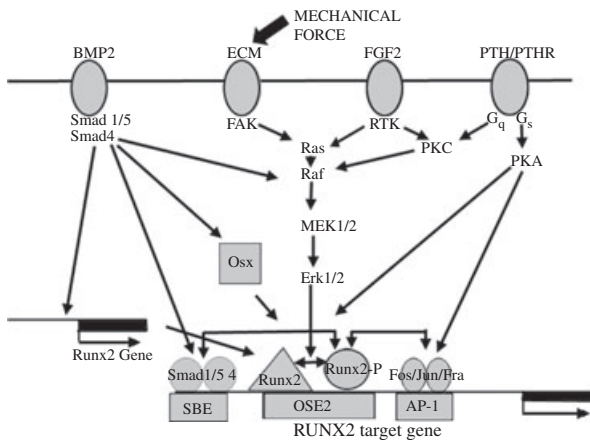 MECHANICAL
FORCE
BMP2
ECM
FGF2
PTH/PTHR
Smad 1/5
Smad4
FAK
RTK
Gq
Gs
Ras
PKC
Raf
PKA
MEK1/2
Osx
Erk1/2
Runx2 Gene
Smad1/5 4
Runx2
Runx2-P
Fos/Jun/Fra
SBE
OSE2
AP-1
RUNX2 target gene